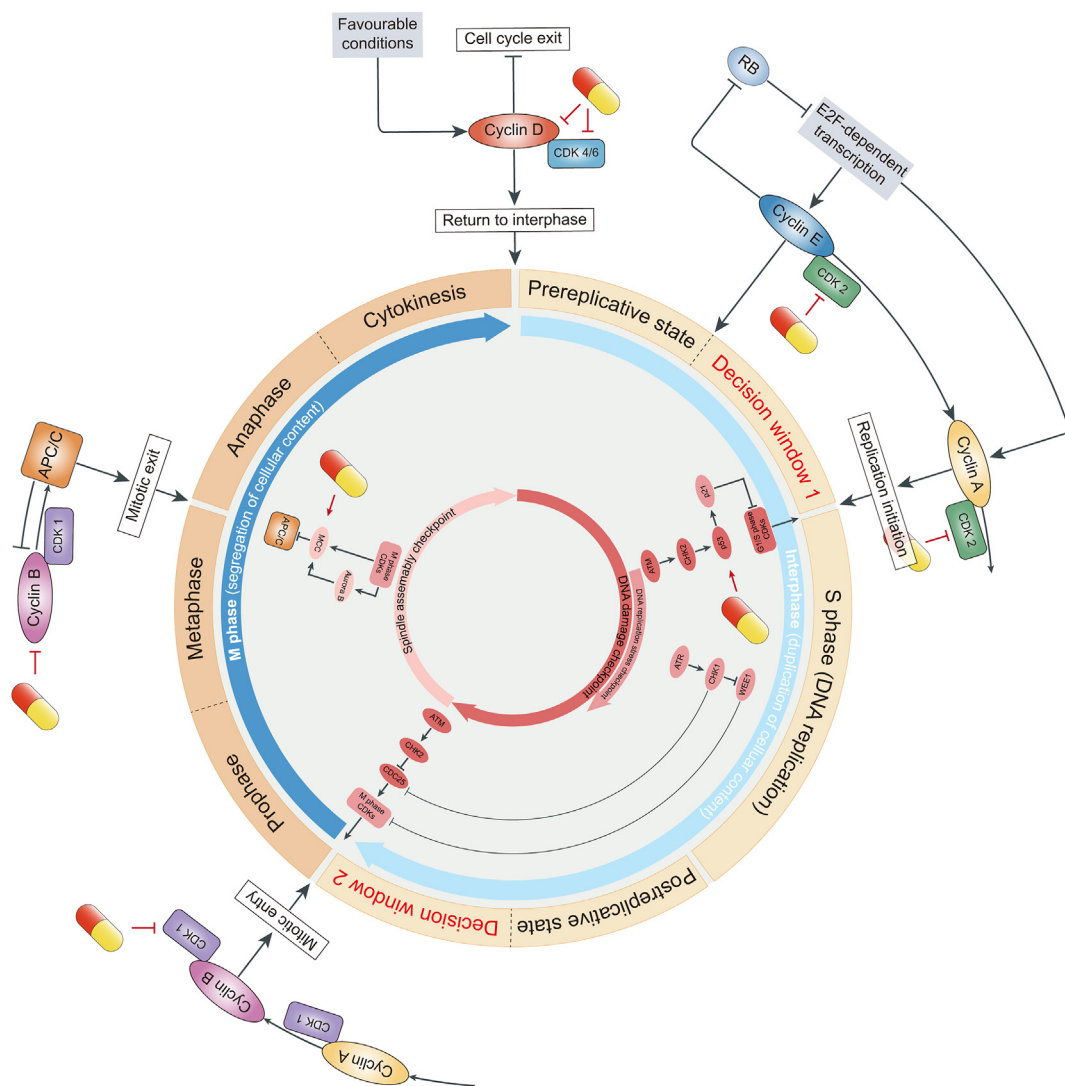 Favourable
conditions
Cell cycle exit
Cyclin D
CDK 4/6
Return to interphase
RB
E2F-dependent
transcription
Cyclin E
CDK 2
Cyclin A
CDK 2
Replication initiation
Prereplicative state
Decision window 1
S phase (DNA replication)
Postreplicative state
Decision window 2
Prophase
Metaphase
Anaphase
Cytokinesis
M phase (segregation of cellular content)
Interphase (duplication of celluar content)
APC/C
CDK 1
Cyclin B
Mitotic exit
Mitotic entry
CDK 1
Cyclin B
CDK 1
Cyclin A
Spindle assembly checkpoint
DNA damage checkpoint
DNA replication stress checkpoint
APC/C
MCC
M phase
CDKs
Aurora B
p21
G1/S phase
CDKs
p53
CHK2
ATM
ATR
CHK1
WEE1
ATM
CHK2
CDC25
M phase
CDKs